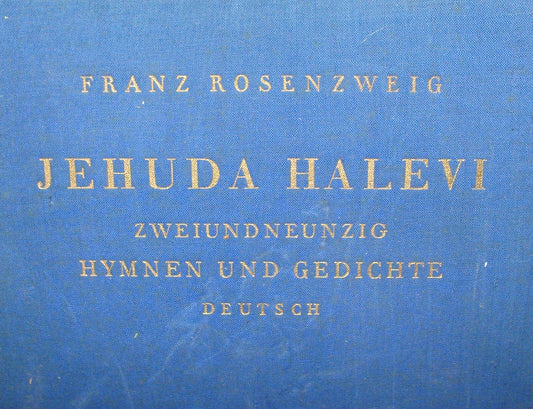 FRANZ ROSENZWEIG
JEHUDA HALEVI
ZWEIUNDNEUNZIG
HYMNEN UND GEDICHTE
DEUTSCH